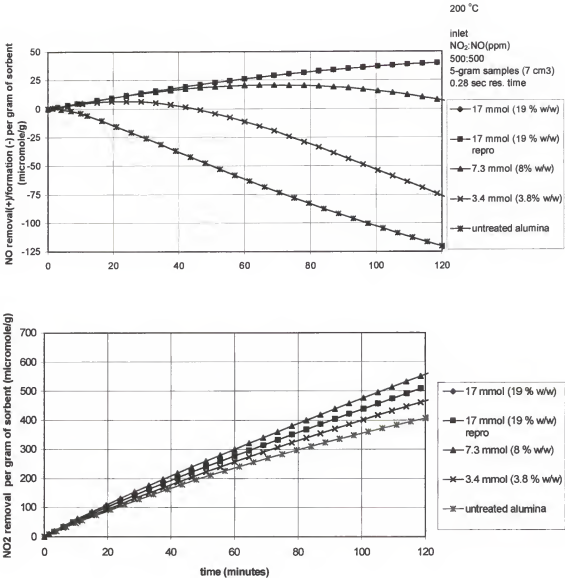 200 °C
inlet
NO₂:NO(ppm)
500:500
5-gram samples (7 cm3)
0.28 sec res. time
NO removal(+)/formation (-) per gram of sorbent
(micromole/g)
50
25
0
-25
-50
-75
-100
-125
0
20
40
60
80
100
120
17 mmol (19 % w/w)
17 mmol (19 % w/w)
repro
7.3 mmol (8% w/w)
3.4 mmol (3.8% w/w)
untreated alumina
NO2 removal per gram of sorbent (micromole/g)
700
600
500
400
300
200
100
0
0
20
40
60
80
100
120
time (minutes)
17 mmol (19 % w/w)
17 mmol (19 % w/w)
repro
7.3 mmol (8 % w/w)
3.4 mmol (3.8 % w/w)
untreated alumina